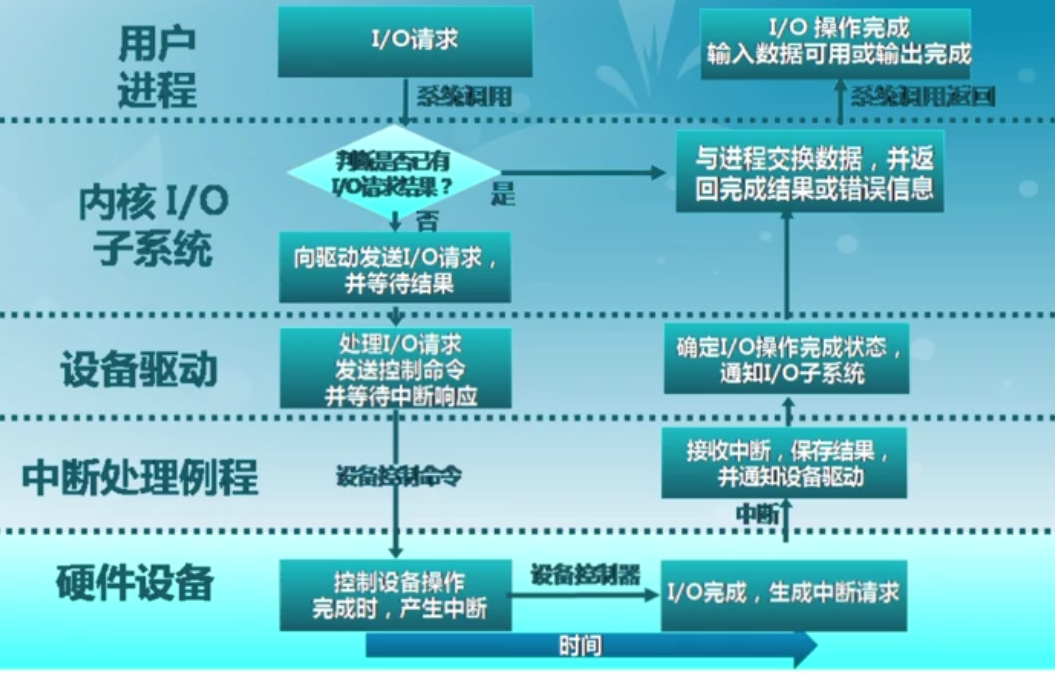 用户
进程
I/O请求
I/O 操作完成
输入数据可用或输出完成
系统调用
系统调用返回
内核 I/O
子系统
判断是否已有
I/O请求结果？
是
否
与进程交换数据，并返
回完成结果或错误信息
向驱动发送I/O请求，
并等待结果
设备驱动
处理I/O请求
发送控制命令
并等待中断响应
确定I/O操作完成状态，
通知I/O子系统
中断处理例程
设备控制命令
接收中断，保存结果，
并通知设备驱动
中断
硬件设备
控制设备操作
完成时，产生中断
设备控制器
I/O完成，生成中断请求
时间